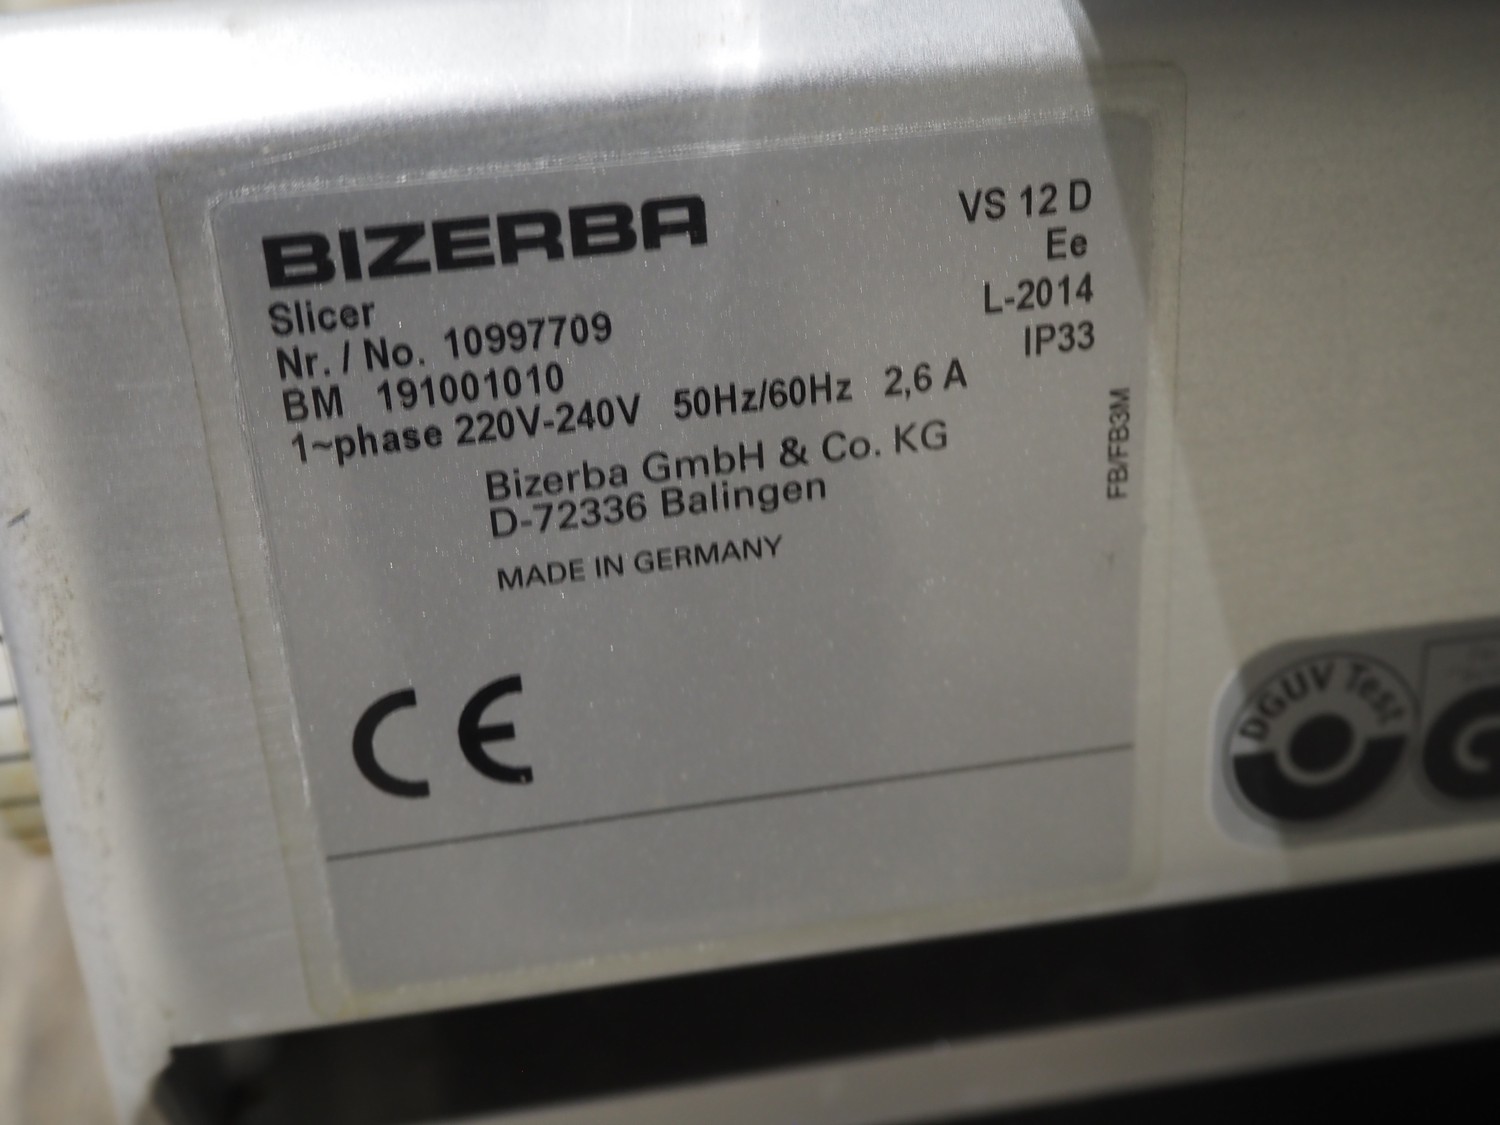 BIZERBA
VS 12 D
Ee
Slicer
L-2014
Nr. / No. 10997709
IP33
BM 191001010
1~phase 220V-240V 50Hz/60Hz 2,6 A
Bizerba GmbH & Co. KG
D-72336 Balingen
MADE IN GERMANY
FB/FB3M
CE
DGUV Test